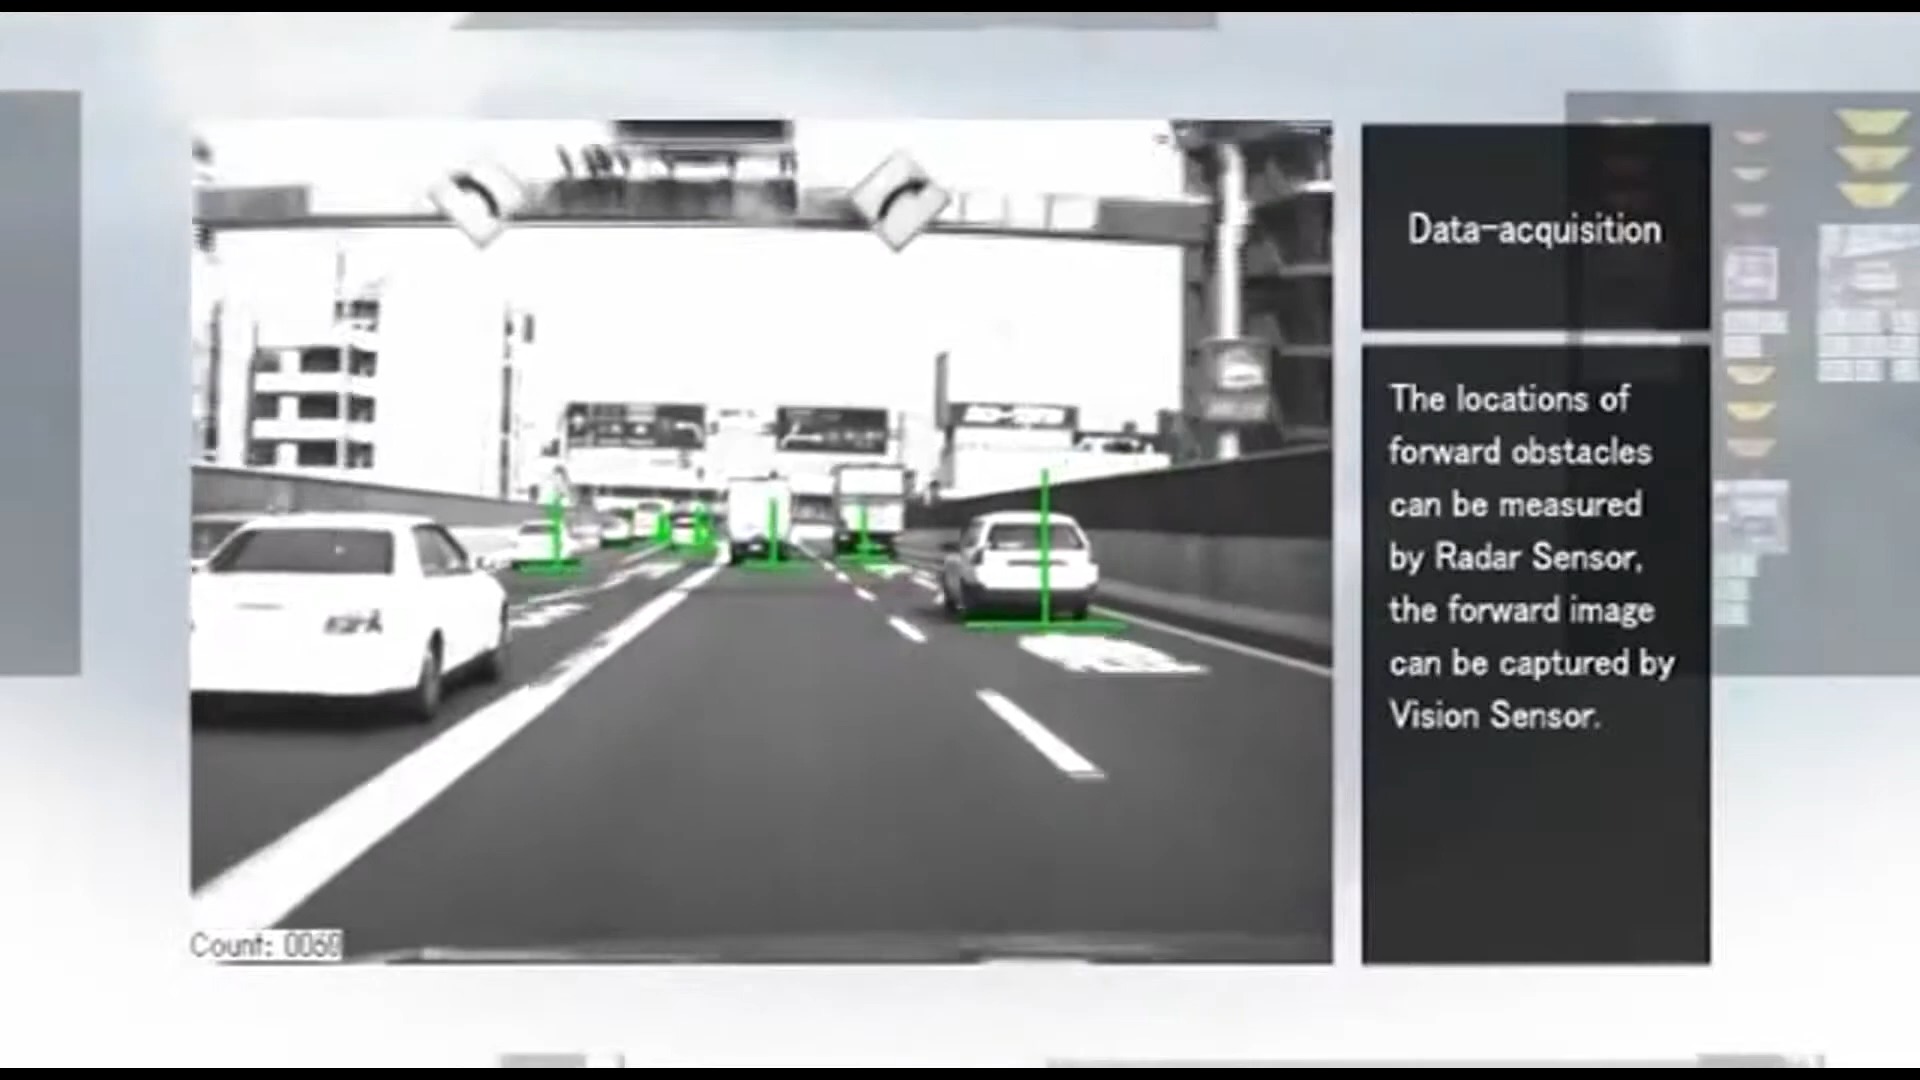 Data-acquisition
The locations of
forward obstacles
can be measured
by Radar Sensor,
the forward image
can be captured by
Vision Sensor.
Count: